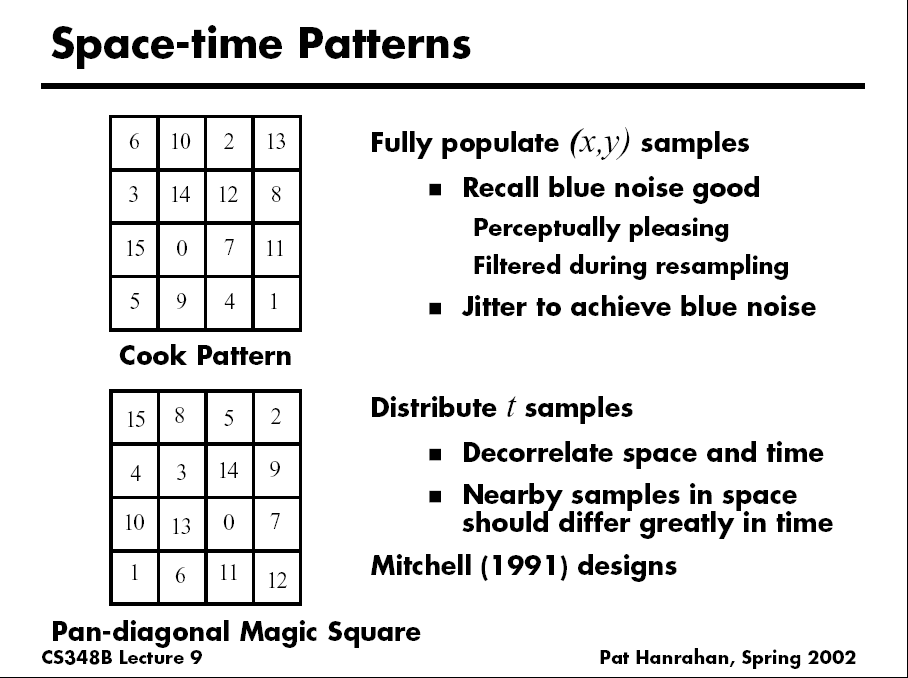 Space-time Patterns
6 10 2 13
3 14 12 8
15 0 7 11
5 9 4 1
Cook Pattern
15 8 5 2
4 3 14 9
10 13 0 7
1 6 11 12
Pan-diagonal Magic Square
Fully populate (x,y) samples
■ Recall blue noise good
Perceptually pleasing
Filtered during resampling
■ Jitter to achieve blue noise
Distribute t samples
■ Decorrelate space and time
■ Nearby samples in space
should differ greatly in time
Mitchell (1991) designs
CS348B Lecture 9
Pat Hanrahan, Spring 2002